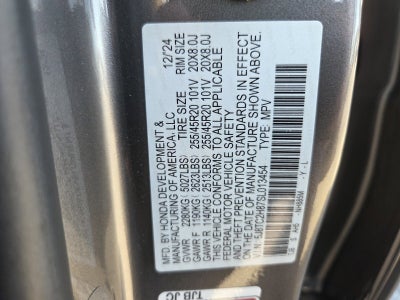 MFD. BY HONDA DEVELOPMENT & 12/24
MANUFACTURING OF AMERICA, LLC
TIRE SIZE RIM SIZE
GVWR 2280KG( 5027LBS)
GAWR F 1190KG( 2623LBS) 255/45R20 101V 20X8.0J
GAWR R 1140KG( 2513LBS) 255/45R20 101V 20X8.0J
THIS VEHICLE CONFORMS TO ALL APPLICABLE
FEDERAL MOTOR VEHICLE SAFETY
AND THEFT PREVENTION STANDARDS IN EFFECT
ON THE DATE OF MANUFACTURE SHOWN ABOVE.
TYPE: MPV
NH885M - Y - L
TJB JC